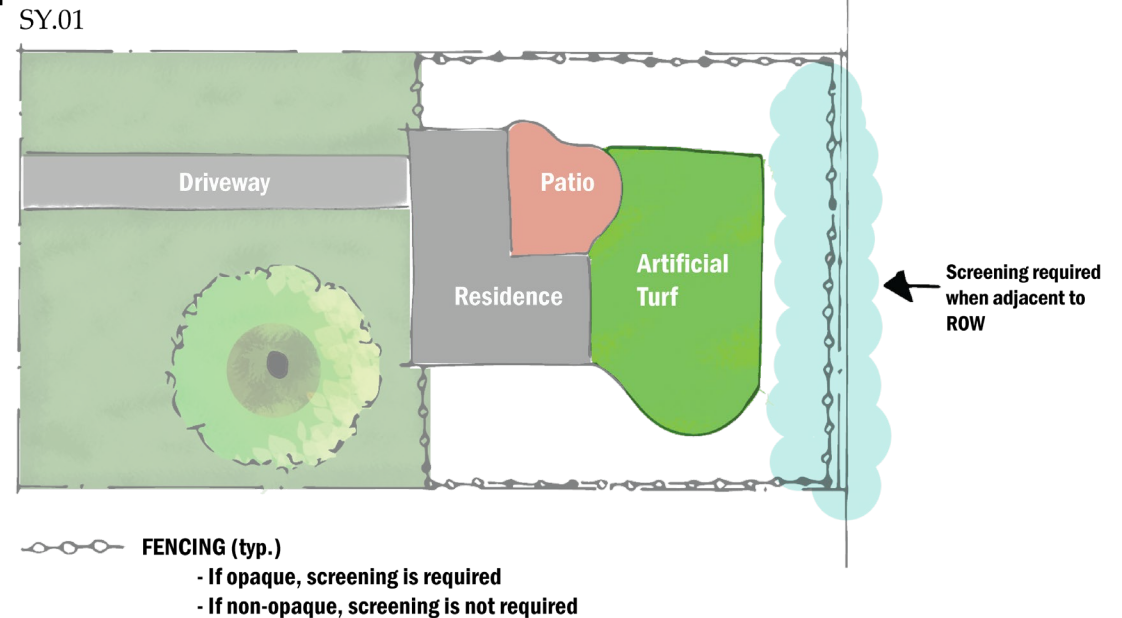 SY.01
Driveway
Patio
Artificial
Turf
Residence
Screening required
when adjacent to
ROW
FENCING (typ.)
- If opaque, screening is required
- If non-opaque, screening is not required